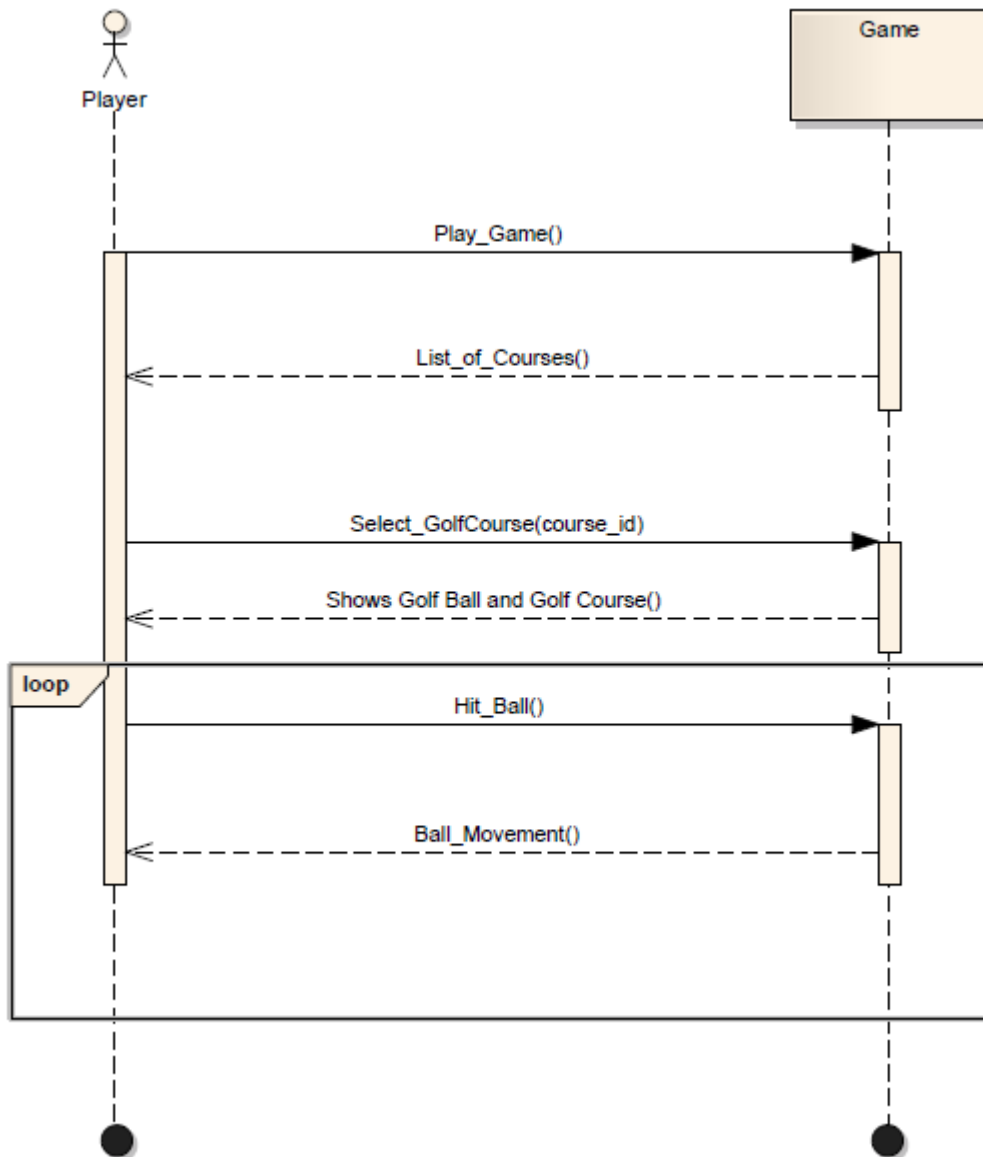 Player
Game
Play_Game()
List_of_Courses()
Select_GolfCourse(course_id)
Shows Golf Ball and Golf Course()
loop
Hit_Ball()
Ball_Movement()